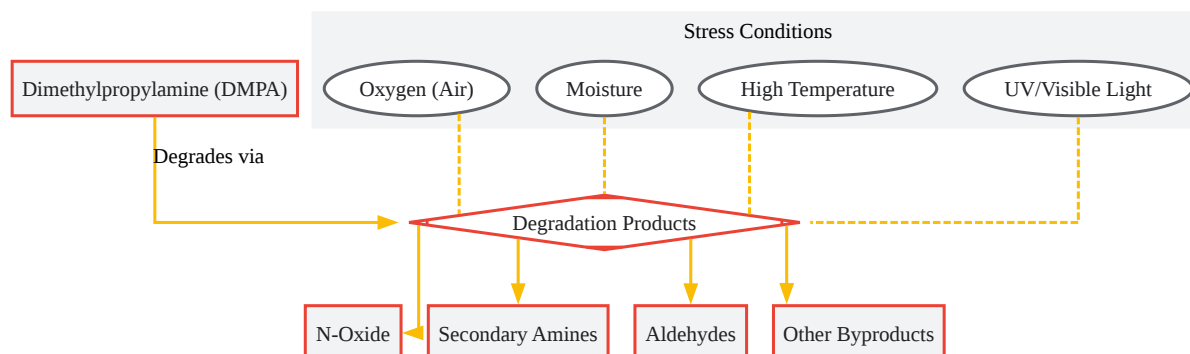 Stress Conditions
Dimethylpropylamine (DMPA)
Oxygen (Air)
Moisture
High Temperature
UV/Visible Light
Degrades via
Degradation Products
N-Oxide
Secondary Amines
Aldehydes
Other Byproducts